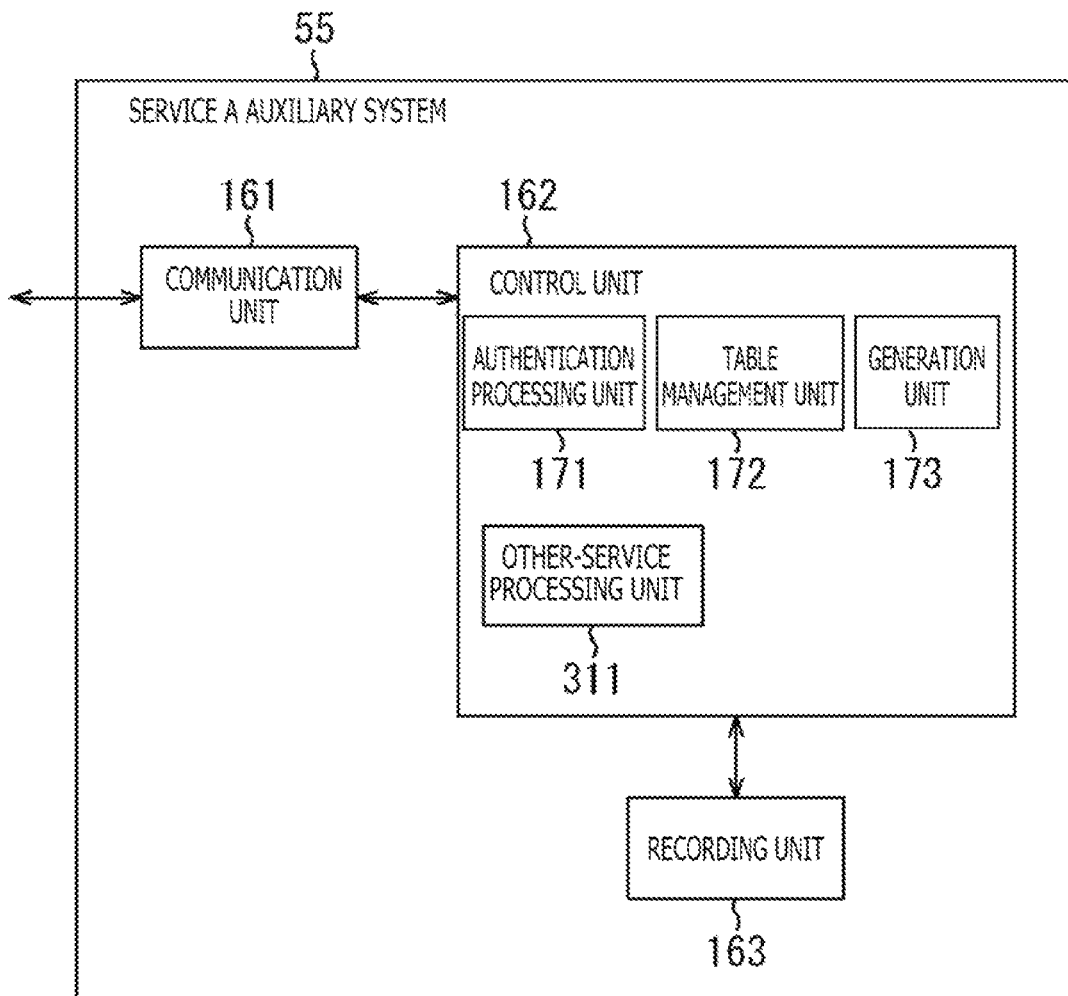 55
SERVICE A AUXILIARY SYSTEM
161
162
COMMUNICATION
UNIT
CONTROL UNIT
AUTHENTICATION
PROCESSING UNIT
TABLE
MANAGEMENT UNIT
GENERATION
UNIT
171
172
173
OTHER-SERVICE
PROCESSING UNIT
311
RECORDING UNIT
163